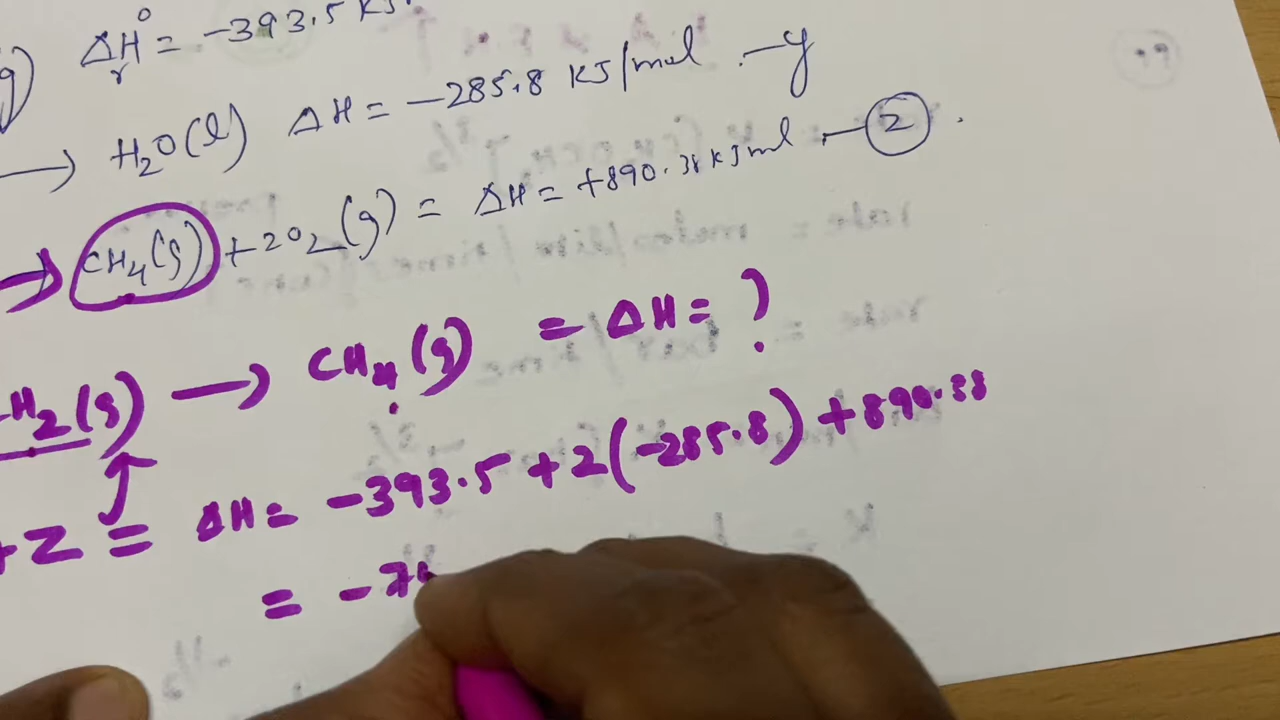 g) ΔH°r = -393.5 KJ
→ H2O(l) ΔH = -285.8 KJ/mol -y
→ CH4(g) + 2O2(g) = ΔH = +890.38 KJ mol - Z
H2(g) → CH4(g) = ΔH = ?
+Z = ΔH = -393.5 + 2(-285.8) + 890.38
= -7